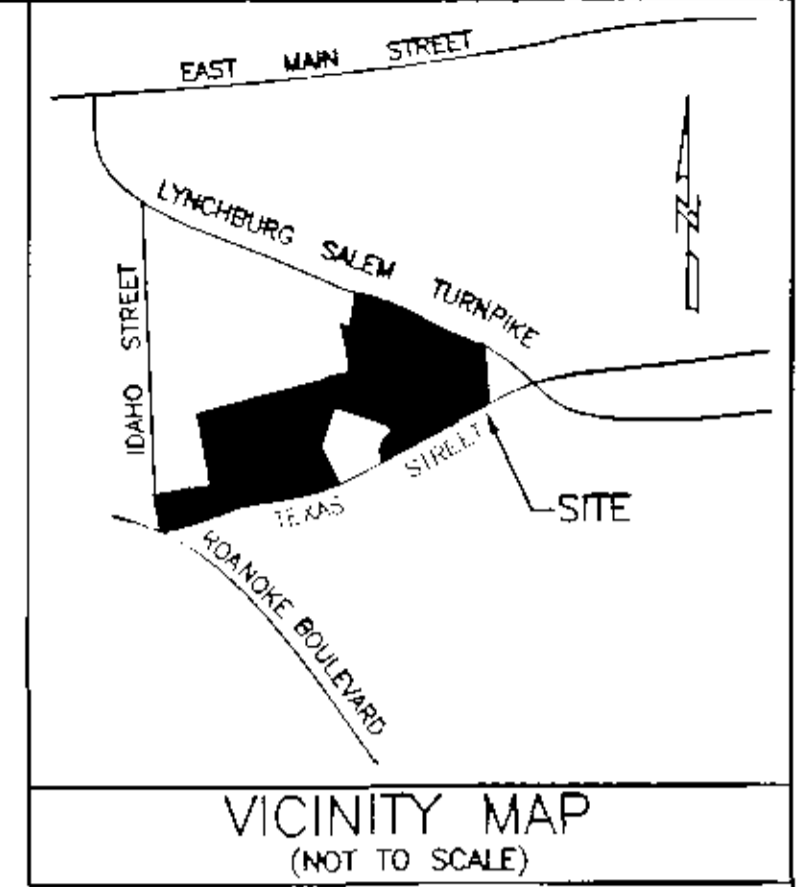 EAST MAIN STREET
LYNCHBURG SALEM TURNPIKE
N
IDAHO STREET
TEXAS STREET
SITE
ROANOKE BOULEVARD
VICINITY MAP
(NOT TO SCALE)